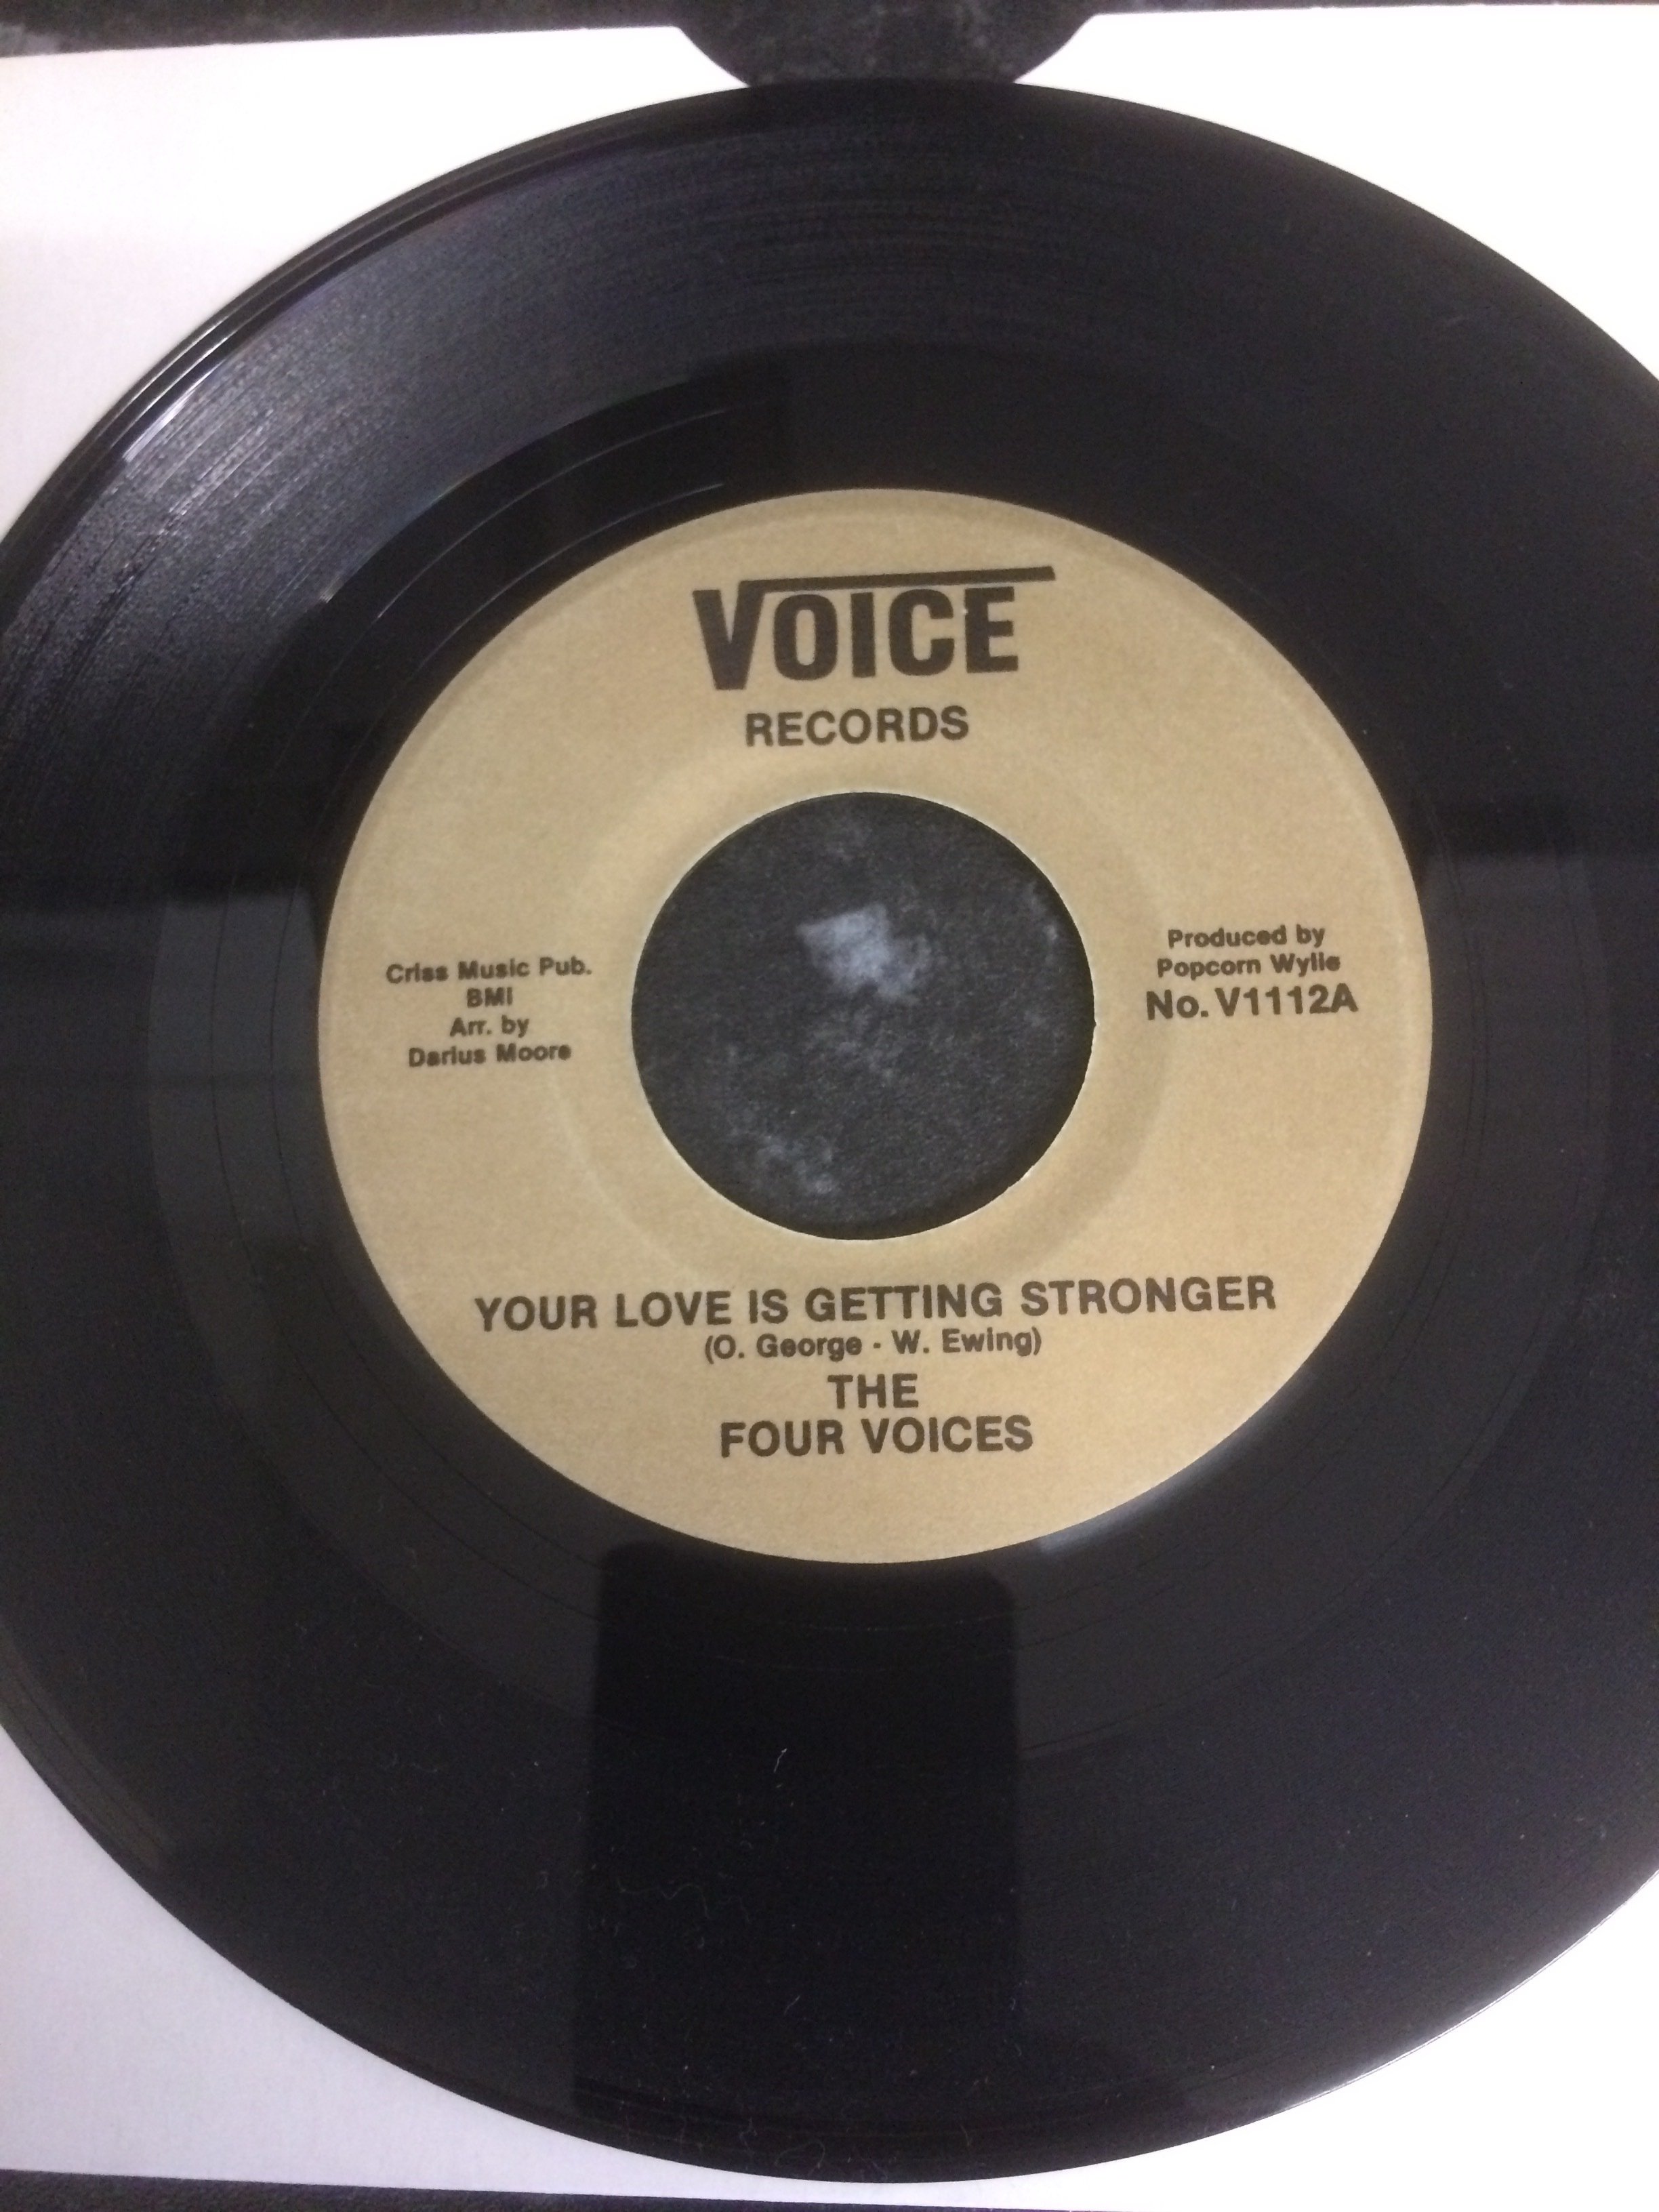 VOICE
RECORDS
Criss Music Pub.
BMI
Arr. by
Darius Moore
Produced by
Popcorn Wylie
No. V1112A
YOUR LOVE IS GETTING STRONGER
(O. George - W. Ewing)
THE
FOUR VOICES